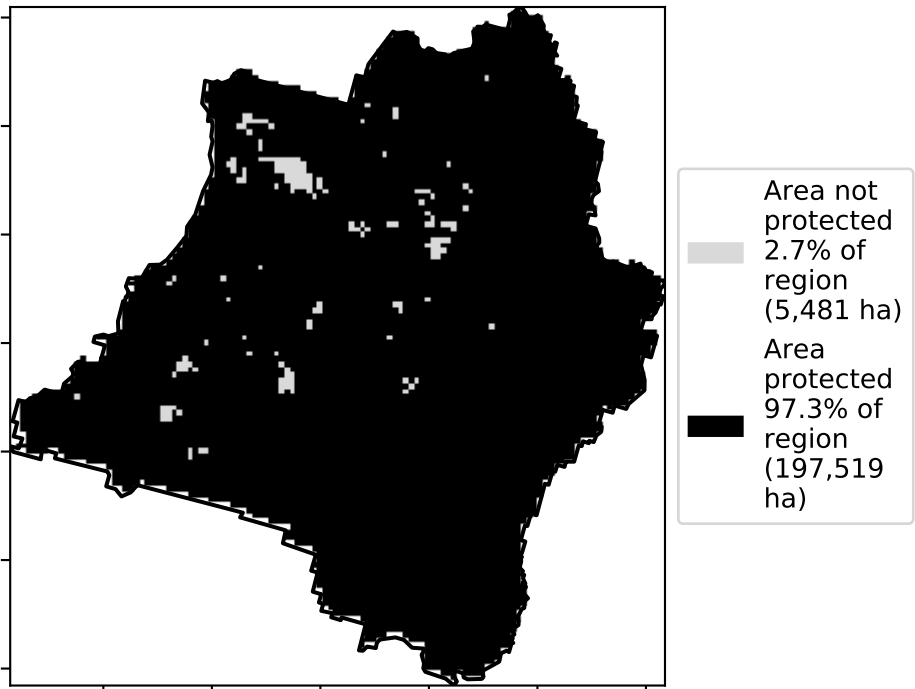 Area not
protected
2.7% of
region
(5,481 ha)
Area
protected
97.3% of
region
(197,519
ha)